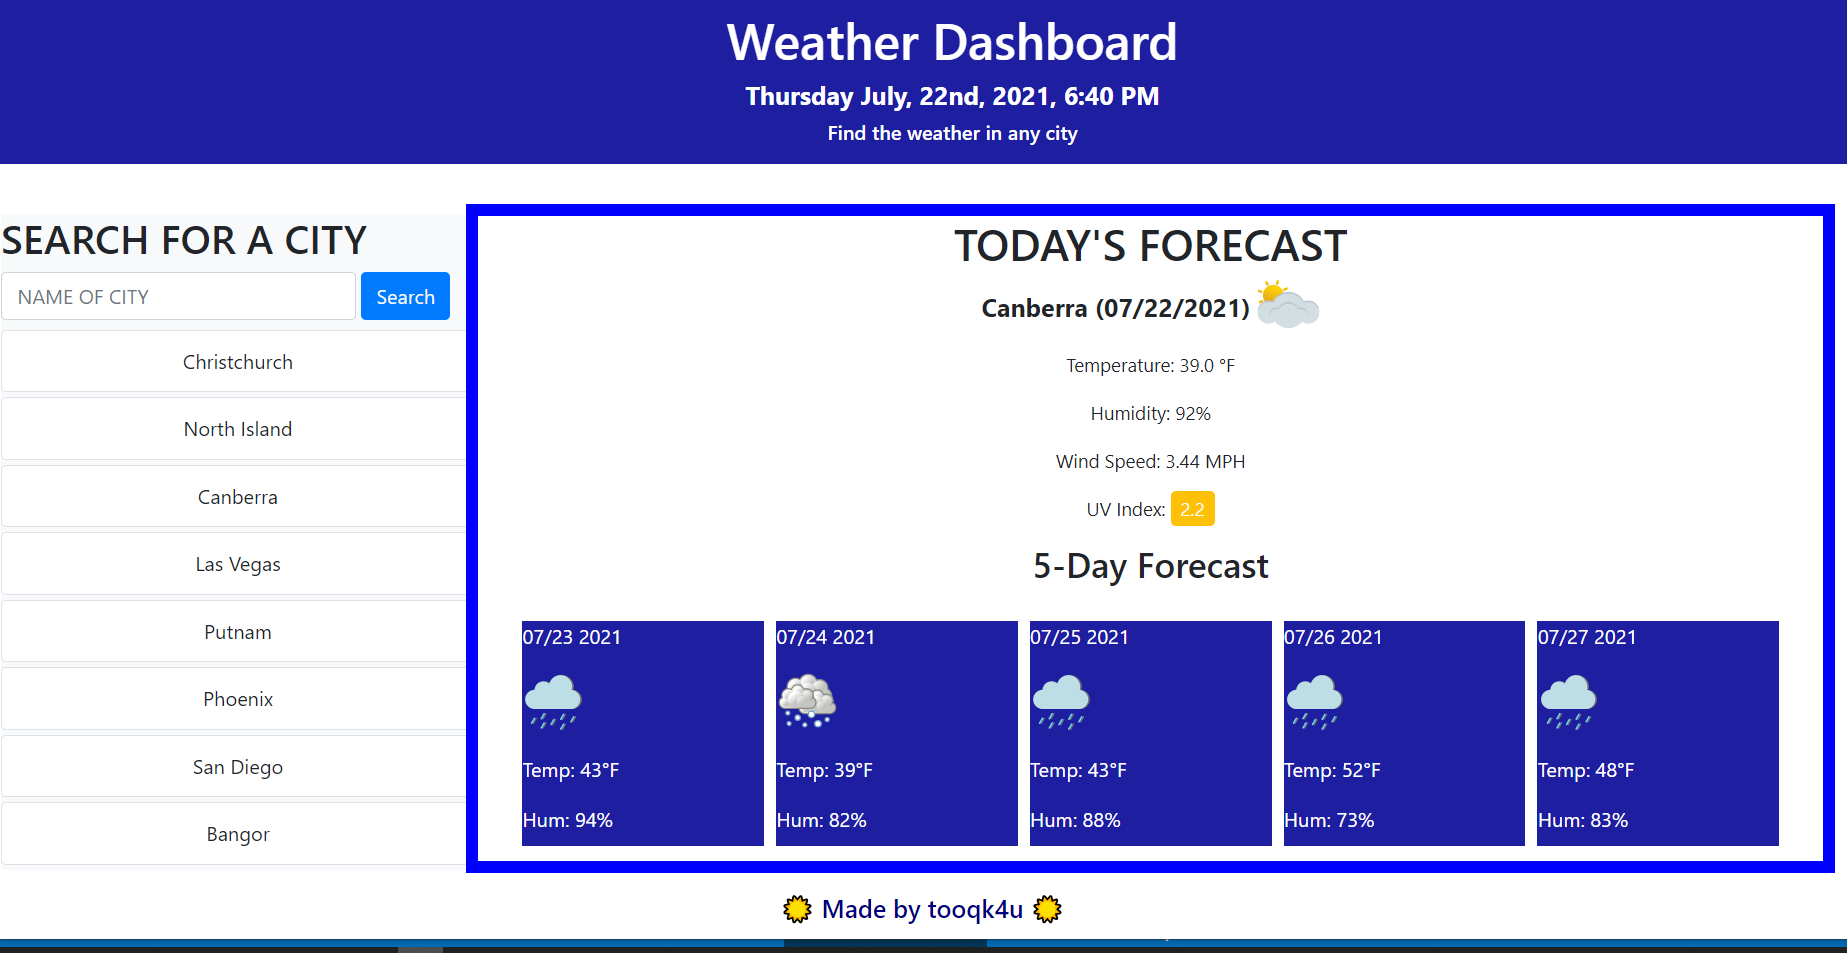 Weather Dashboard
Thursday July, 22nd, 2021, 6:40 PM
Find the weather in any city
SEARCH FOR A CITY
NAME OF CITY
Search
Christchurch
North Island
Canberra
Las Vegas
Putnam
Phoenix
San Diego
Bangor
TODAY'S FORECAST
Canberra (07/22/2021)
Temperature: 39.0 °F
Humidity: 92%
Wind Speed: 3.44 MPH
UV Index: 2.2
5-Day Forecast
07/23 2021
Temp: 43°F
Hum: 94%
07/24 2021
Temp: 39°F
Hum: 82%
07/25 2021
Temp: 43°F
Hum: 88%
07/26 2021
Temp: 52°F
Hum: 73%
07/27 2021
Temp: 48°F
Hum: 83%
Made by tooqk4u